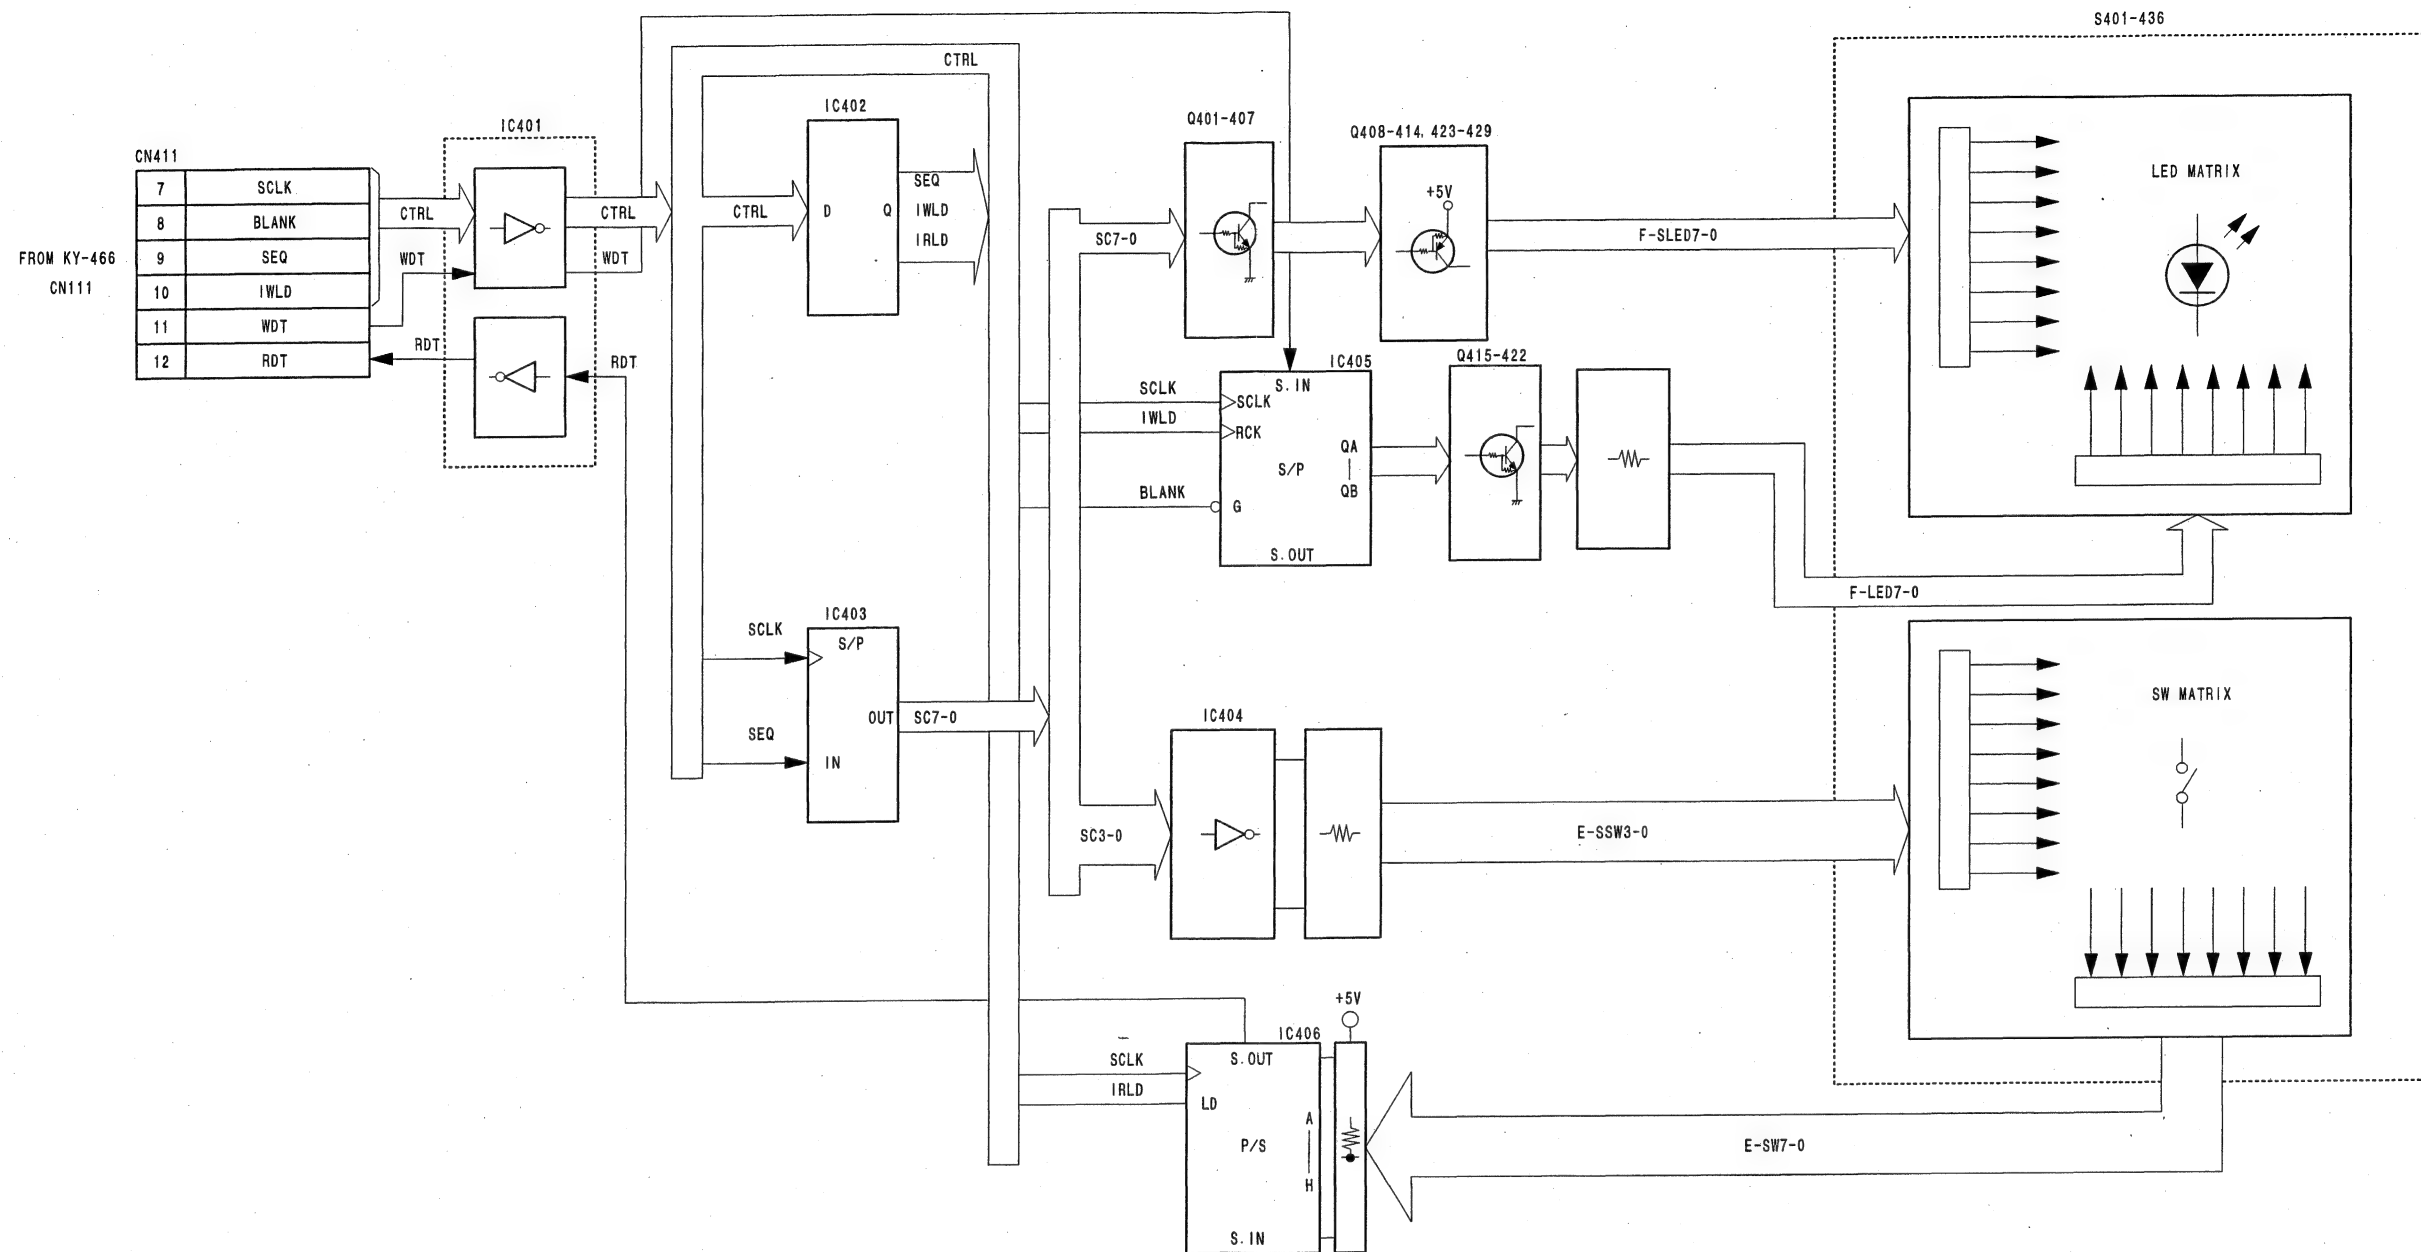 S401-436
CTRL
IC402
Q401-407
Q408-414, 423-429
IC401
CN411
7 SCLK
8 BLANK
9 SEQ
10 IWLD
11 WDT
12 RDT
FROM KY-466
CN111
CTRL
WDT
RDT
CTRL
WDT
RDT
CTRL
D
Q
SEQ
IWLD
IRLD
SC7-0
+5V
F-SLED7-0
LED MATRIX
IC405
Q415-422
S. IN
SCLK
SCLK
IWLD
RCK
S/P
QA
QB
BLANK
G
S. OUT
F-LED7-0
IC403
SCLK
S/P
OUT
SC7-0
SEQ
IN
IC404
SC3-0
E-SSW3-0
SW MATRIX
+5V
IC406
SCLK
S. OUT
IRLD
LD
A
P/S
H
S. IN
E-SW7-0